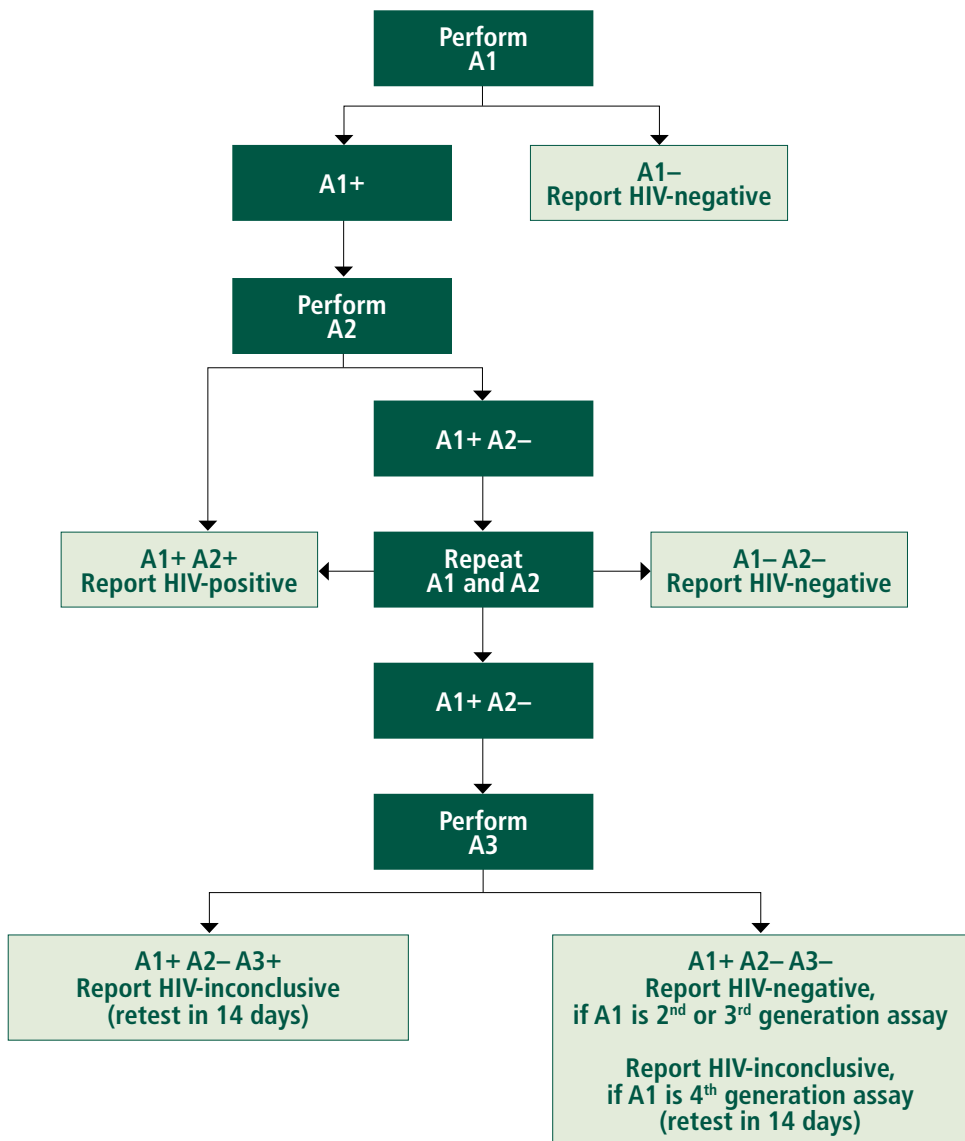 Perform
A1
A1+
A1–
Report HIV-negative
Perform
A2
A1+ A2–
A1+ A2+
Report HIV-positive
Repeat
A1 and A2
A1– A2–
Report HIV-negative
A1+ A2–
Perform
A3
A1+ A2– A3+
Report HIV-inconclusive
(retest in 14 days)
A1+ A2– A3–
Report HIV-negative,
if A1 is 2nd or 3rd generation assay
Report HIV-inconclusive,
if A1 is 4th generation assay
(retest in 14 days)